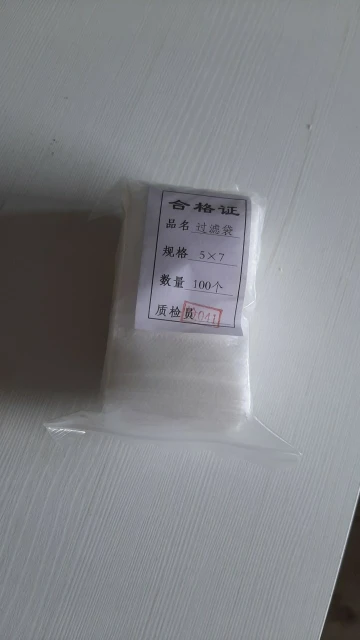 合格证
品名 过滤袋
规格 5×7
数量 100个
质检员